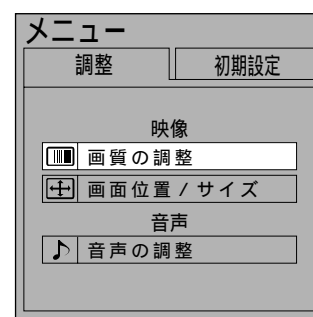 メニュー
調整 初期設定
映像
画質の調整
画面位置 / サイズ
音声
音声の調整